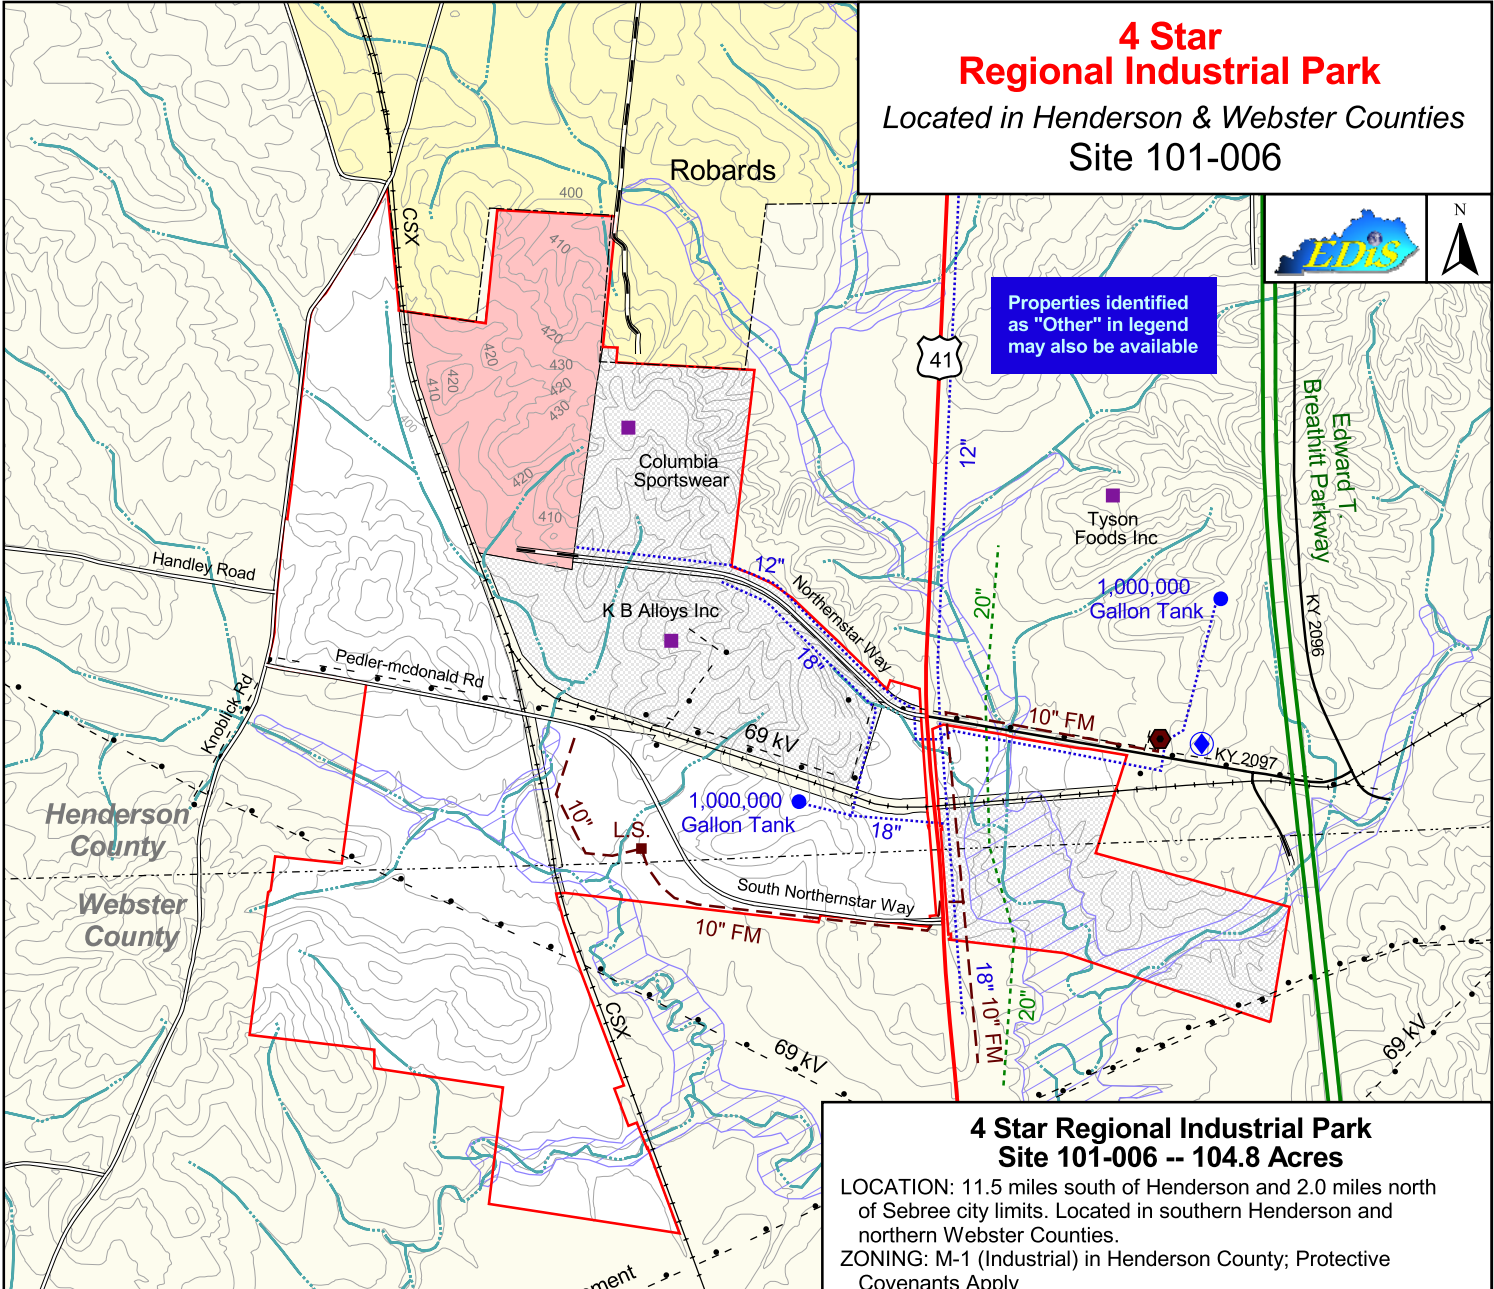 4 Star
Regional Industrial Park
Located in Henderson & Webster Counties
Site 101-006
EDiS
N
Robards
400
CSX
410
420
420
430
420
430
420
410
400
420
410
Properties identified
as "Other" in legend
may also be available
41
12"
Edward T.
Breathitt Parkway
Columbia
Sportswear
Tyson
Foods Inc
Handley Road
12"
Northernstar Way
18"
20"
1,000,000
Gallon Tank
KY 2096
K B Alloys Inc
Pedler-mcdonald Rd
Knoblick Rd
69 kV
10" FM
KY 2097
Henderson
County
Webster
County
10"
L.S.
1,000,000
Gallon Tank
18"
South Northernstar Way
10" FM
18"
10" FM
20"
CSX
69 kV
69 kV
ment
4 Star Regional Industrial Park
Site 101-006 -- 104.8 Acres
LOCATION: 11.5 miles south of Henderson and 2.0 miles north
of Sebree city limits. Located in southern Henderson and
northern Webster Counties.
ZONING: M-1 (Industrial) in Henderson County; Protective
Covenants Apply